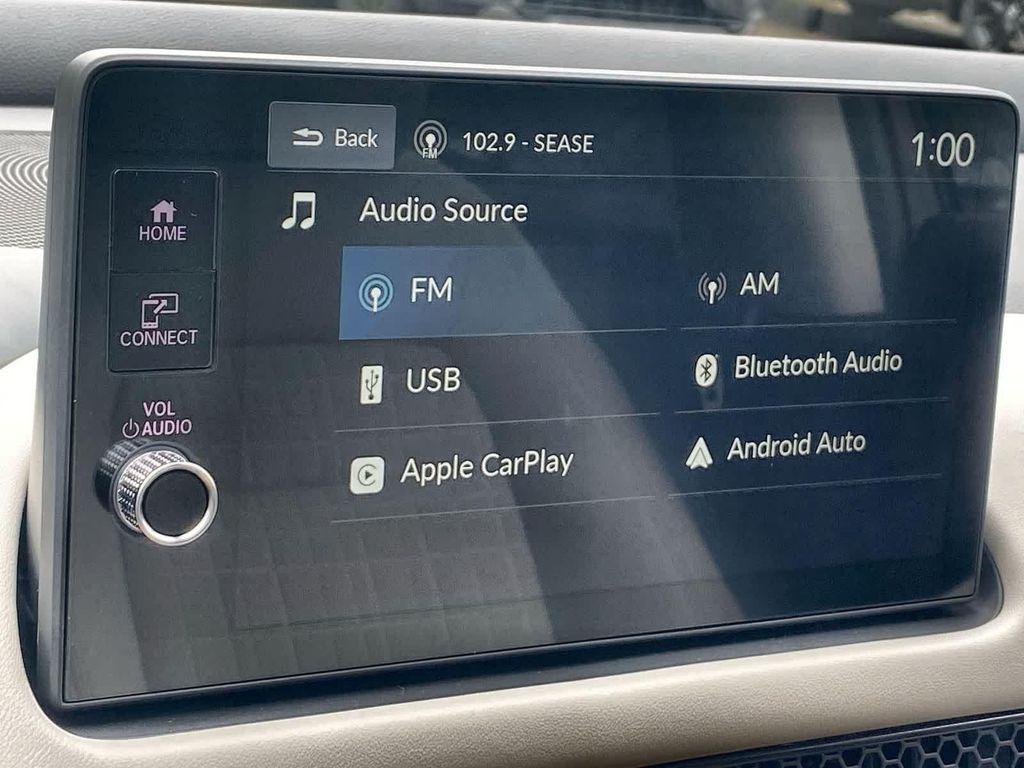 Back
FM
102.9 - SEASE
1:00
HOME
Audio Source
FM
AM
CONNECT
USB
Bluetooth Audio
VOL
AUDIO
Apple CarPlay
Android Auto